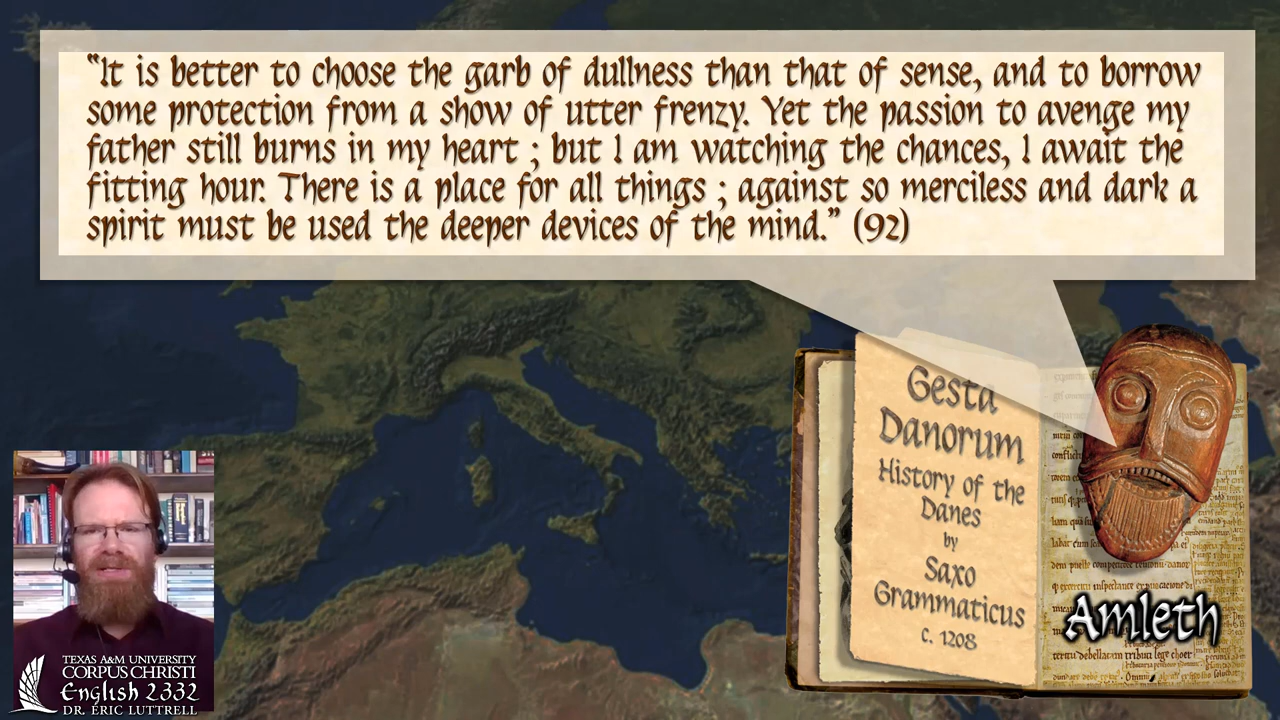 “It is better to choose the garb of dullness than that of sense, and to borrow
some protection from a show of utter frenzy. Yet the passion to avenge my
father still burns in my heart ; but I am watching the chances, I await the
fitting hour. There is a place for all things ; against so merciless and dark a
spirit must be used the deeper devices of the mind.” (92)
Gesta
Danorum
History of the
Danes
by
Saxo
Grammaticus
c. 1208
Amleth
TEXAS A&M UNIVERSITY
CORPUS CHRISTI
English 2332
DR. ERIC LUTTRELL